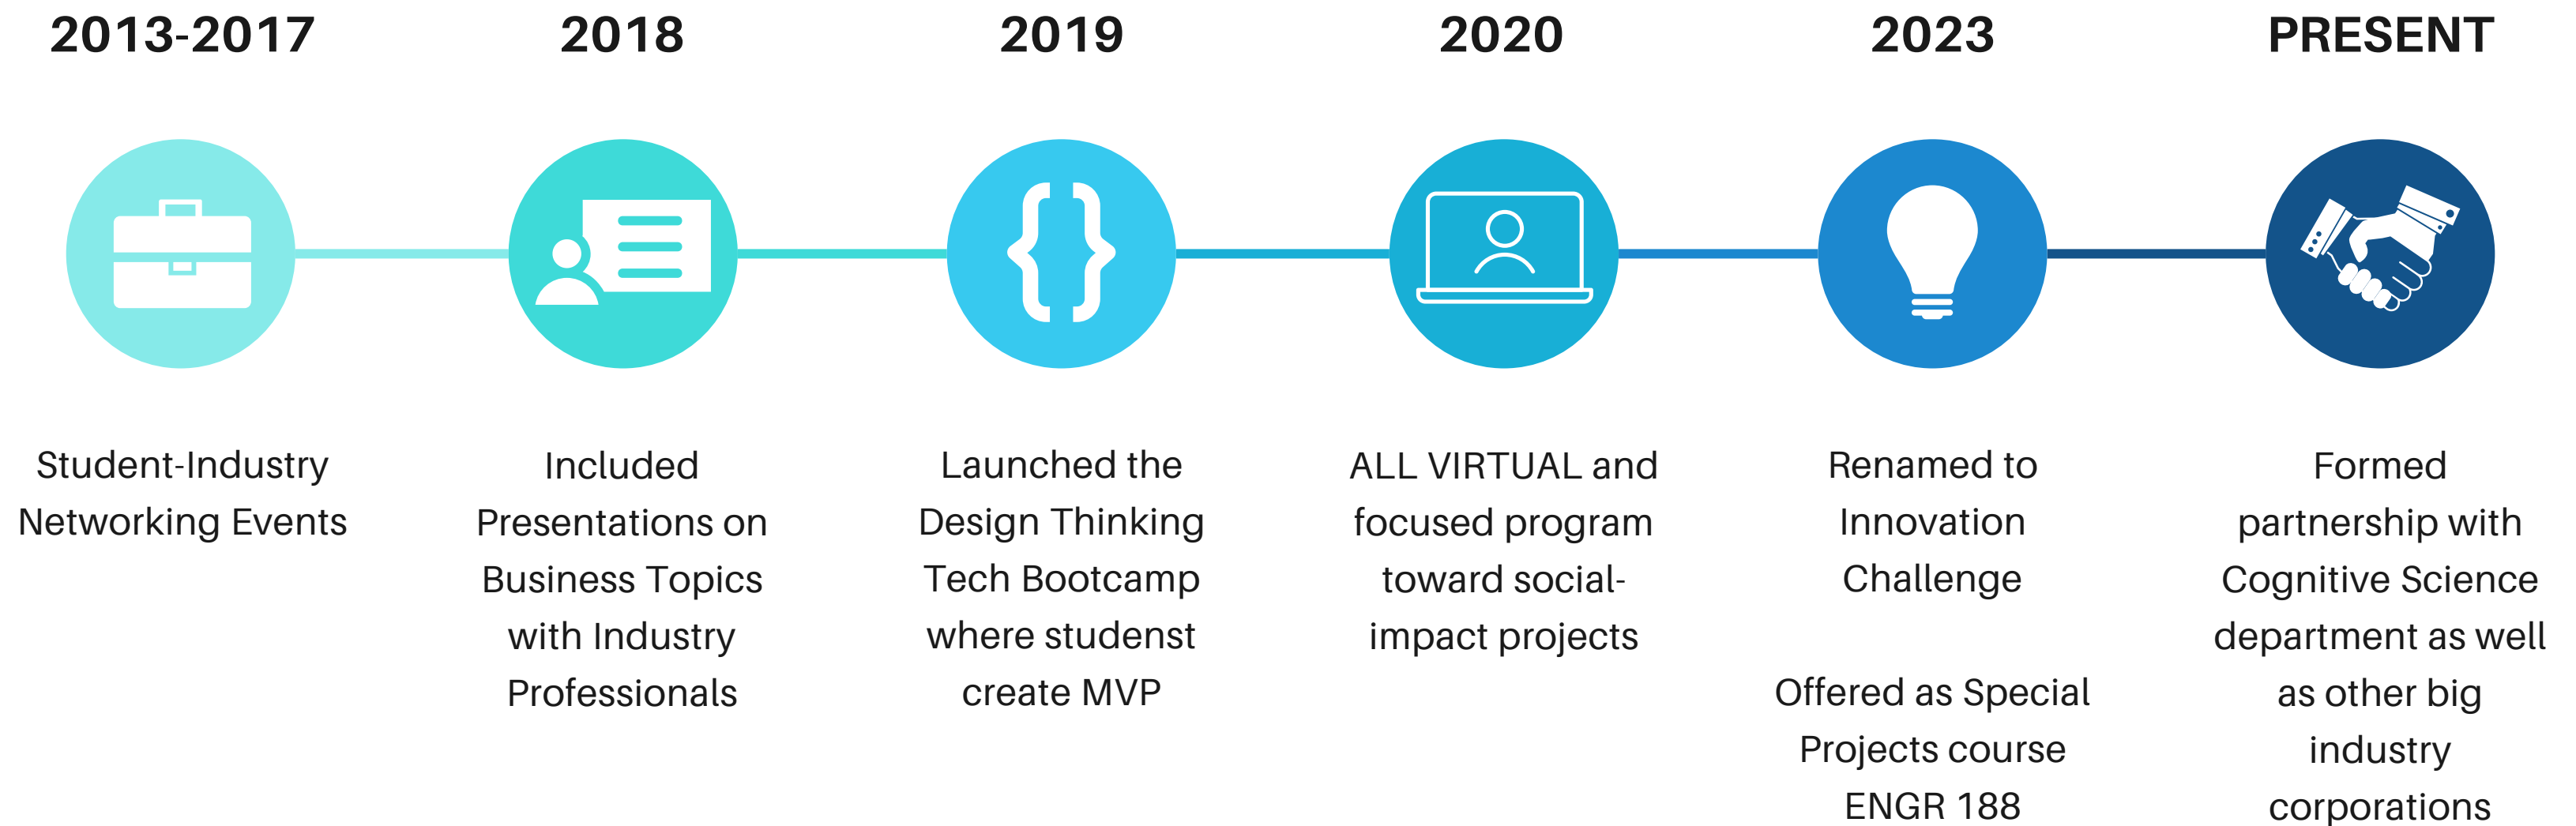 2013-2017
Student-Industry
Networking Events
2018
Included
Presentations on
Business Topics
with Industry
Professionals
2019
Launched the
Design Thinking
Tech Bootcamp
where studenst
create MVP
2020
ALL VIRTUAL and
focused program
toward social-
impact projects
2023
Renamed to
Innovation
Challenge
Offered as Special
Projects course
ENGR 188
PRESENT
Formed
partnership with
Cognitive Science
department as well
as other big
industry
corporations